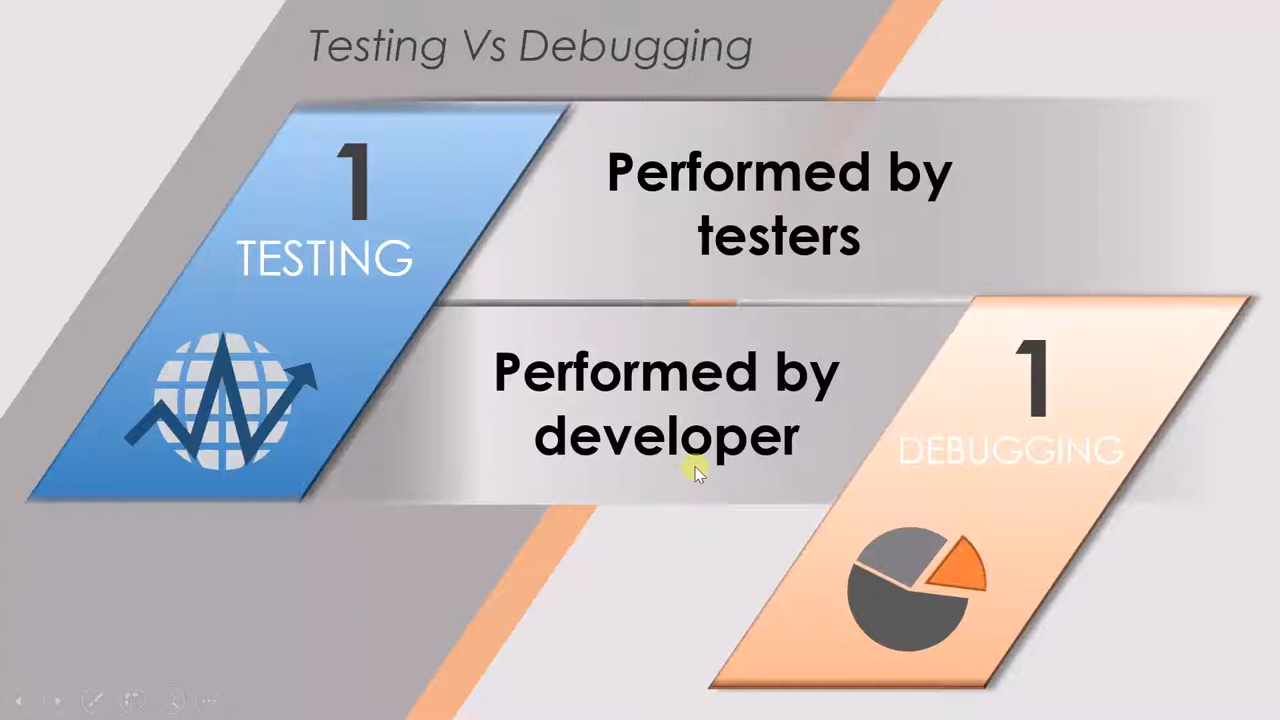 Testing Vs Debugging
1
TESTING
Performed by
testers
Performed by
developer
1
DEBUGGING